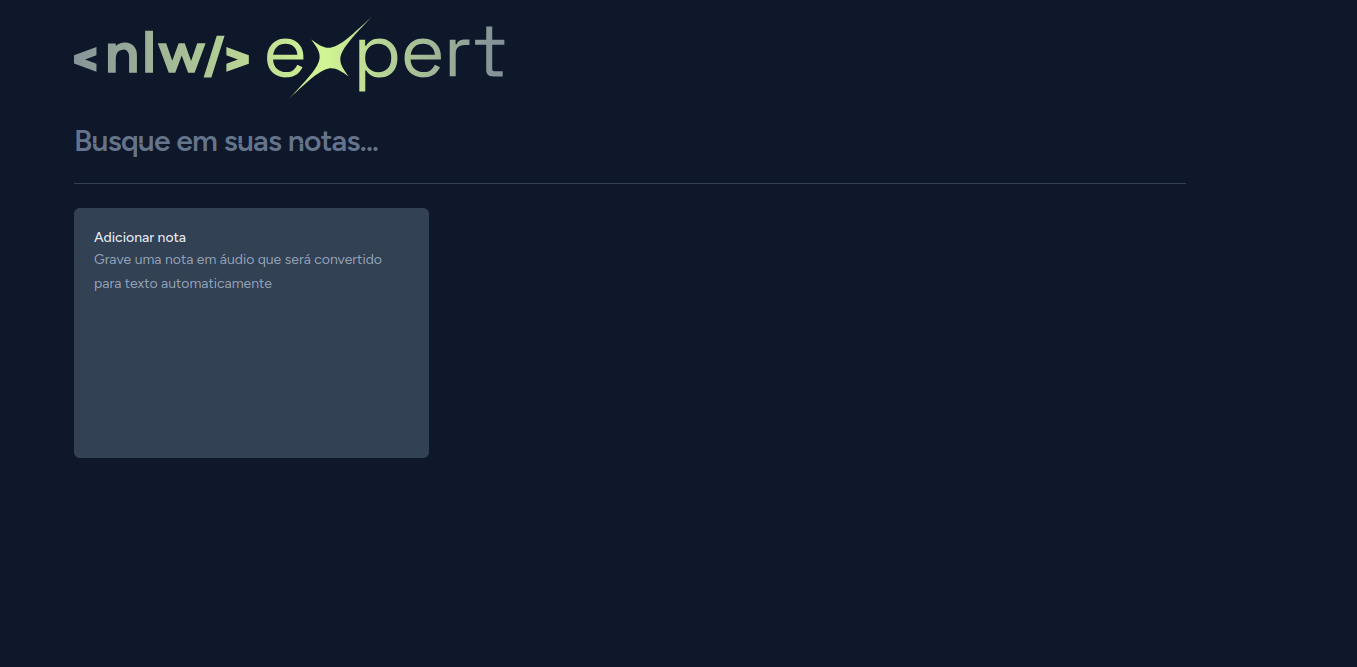 <nlw/> expert
Busque em suas notas...
Adicionar nota
Grave uma nota em áudio que será convertido
para texto automaticamente